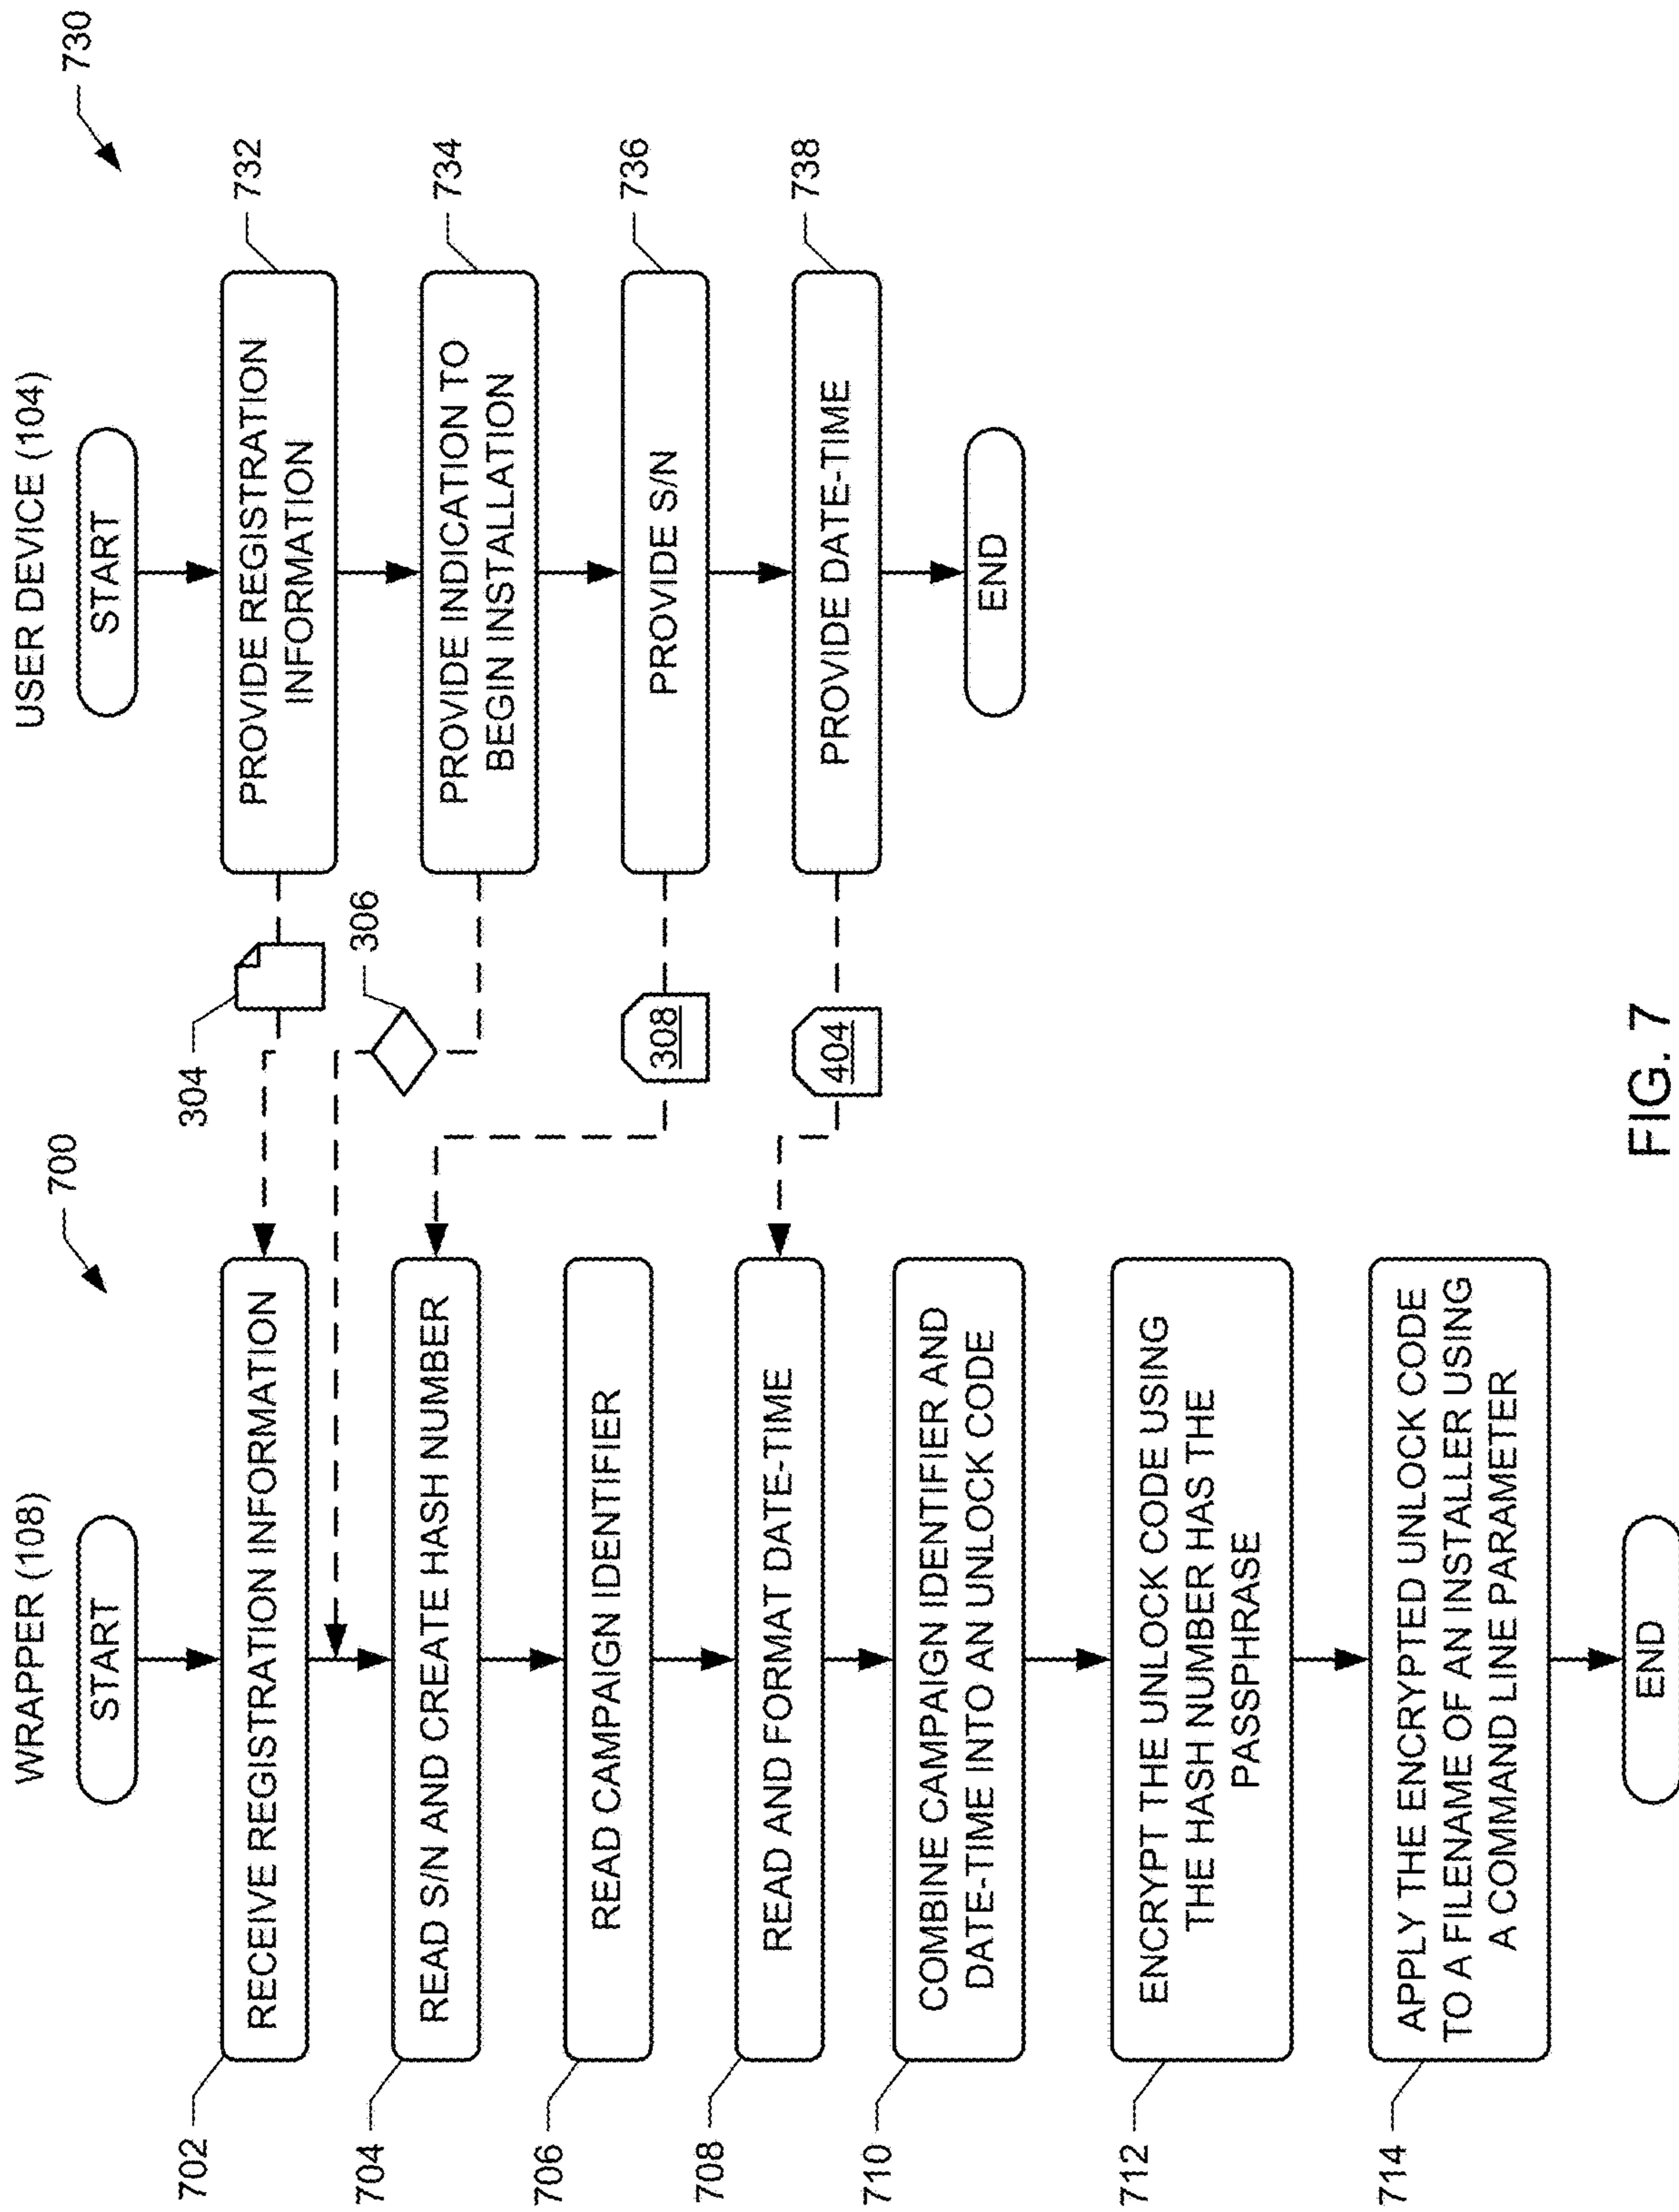 WRAPPER (108)
700
START
702
RECEIVE REGISTRATION INFORMATION
704
READ S/N AND CREATE HASH NUMBER
706
READ CAMPAIGN IDENTIFIER
708
READ AND FORMAT DATE-TIME
710
COMBINE CAMPAIGN IDENTIFIER AND
DATE-TIME INTO AN UNLOCK CODE
712
ENCRYPT THE UNLOCK CODE USING
THE HASH NUMBER HAS THE
PASSPHRASE
714
APPLY THE ENCRYPTED UNLOCK CODE
TO A FILENAME OF AN INSTALLER USING
A COMMAND LINE PARAMETER
END
304
306
308
404
USER DEVICE (104)
730
START
PROVIDE REGISTRATION
INFORMATION
732
PROVIDE INDICATION TO
BEGIN INSTALLATION
734
PROVIDE S/N
736
PROVIDE DATE-TIME
738
END
FIG. 7